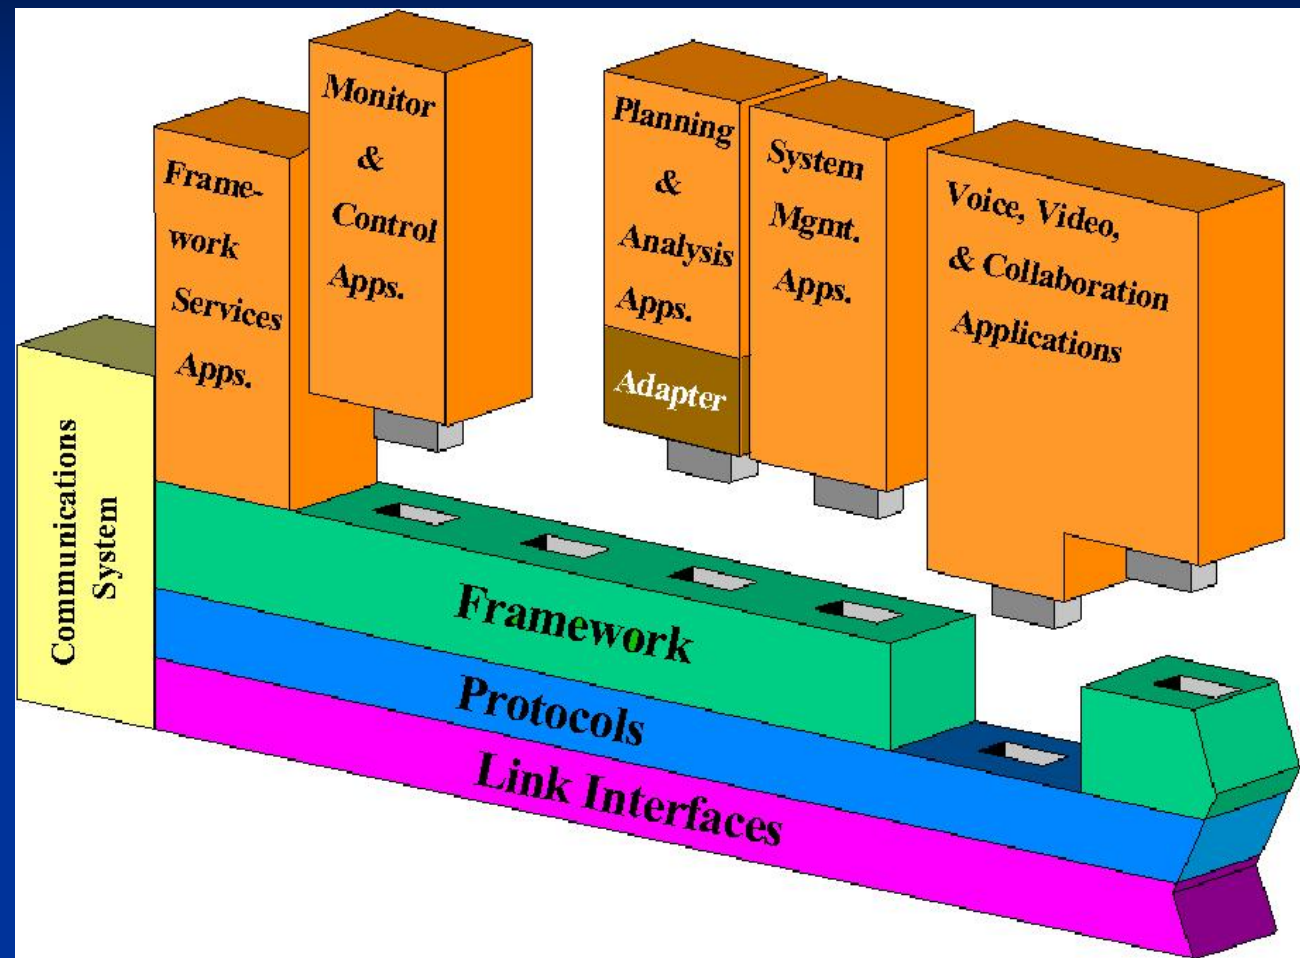 Frame-
work
Services
Apps.
Monitor
&
Control
Apps.
Planning
&
Analysis
Apps.
Adapter
System
Mgmt.
Apps.
Voice, Video,
& Collaboration
Applications
Communications
System
Framework
Protocols
Link Interfaces